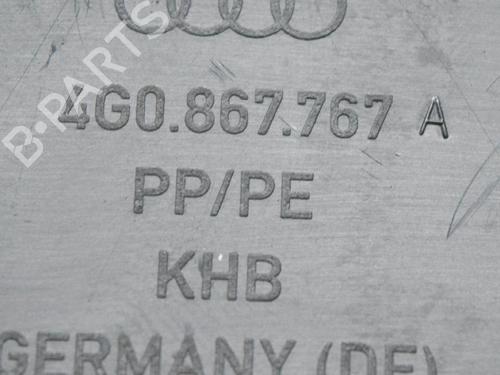 4G0.867.767 A
PP/PE
KHB
GERMANY (DE)
B-PARTS